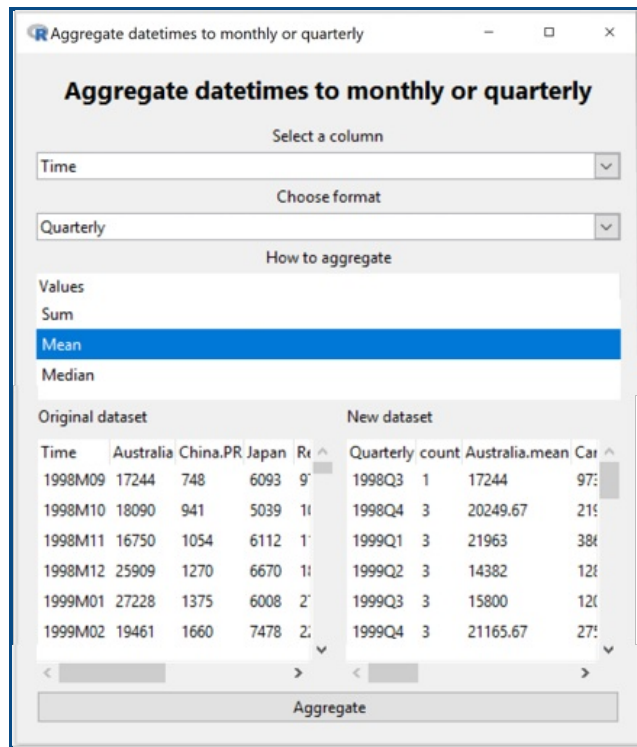 Aggregate datetimes to monthly or quarterly
Aggregate datetimes to monthly or quarterly
Select a column
Time
Choose format
Quarterly
How to aggregate
Values
Sum
Mean
Median
Original dataset
Time Australia China.PR Japan
1998M09 17244 748 6093
1998M10 18090 941 5039
1998M11 16750 1054 6112
1998M12 25909 1270 6670
1999M01 27228 1375 6008
1999M02 19461 1660 7478
New dataset
Quarterly count Australia.mean
1998Q3 1 17244
1998Q4 3 20249.67
1999Q1 3 21963
1999Q2 3 14382
1999Q3 3 15800
1999Q4 3 21165.67
Aggregate